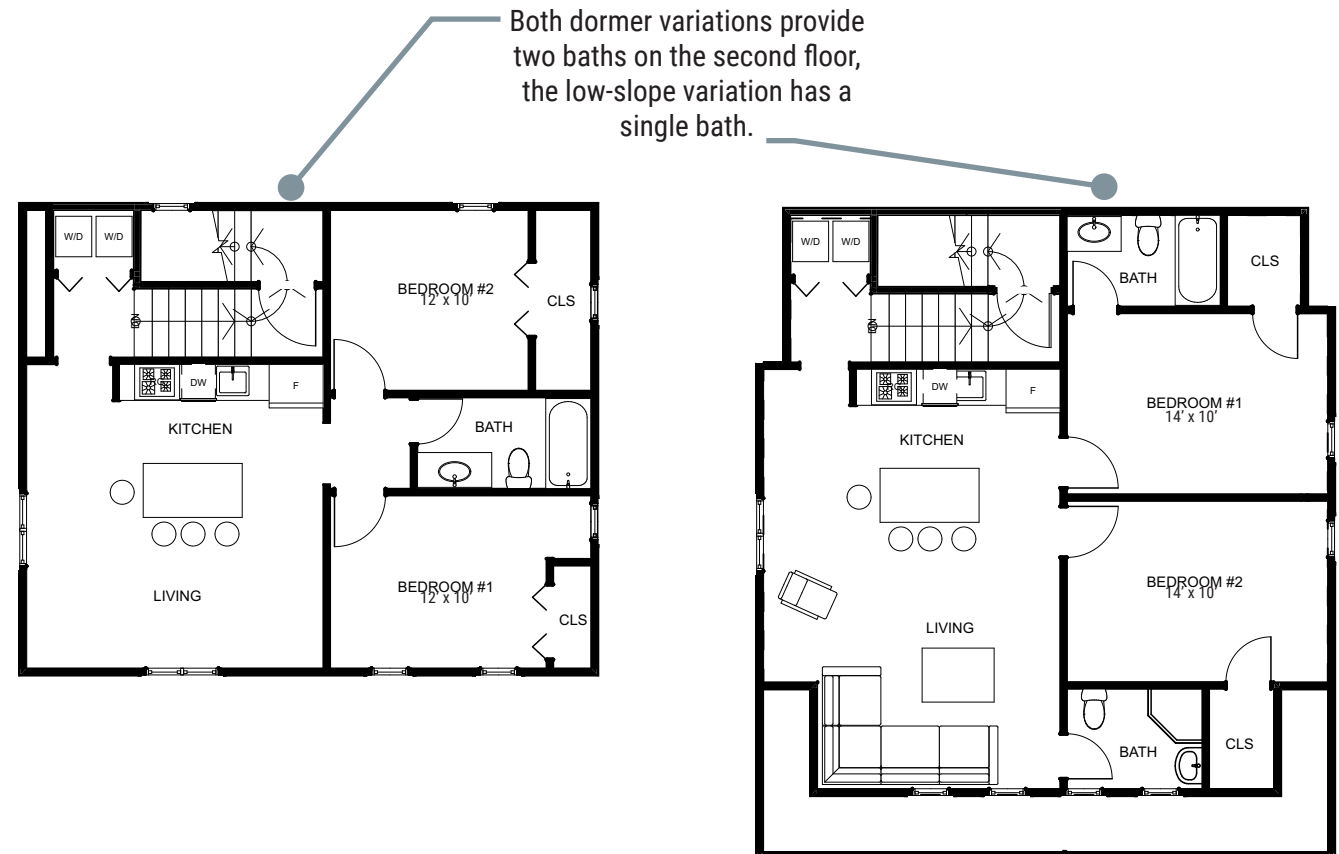 Both dormer variations provide
two baths on the second floor,
the low-slope variation has a
single bath.
W/D W/D
BEDROOM #2
12' x 10'
CLS
DW
F
KITCHEN
BATH
LIVING
BEDROOM #1
12' x 10'
CLS
W/D W/D
BATH
CLS
DW
F
BEDROOM #1
14' x 10'
KITCHEN
BEDROOM #2
14' x 10'
LIVING
BATH
CLS